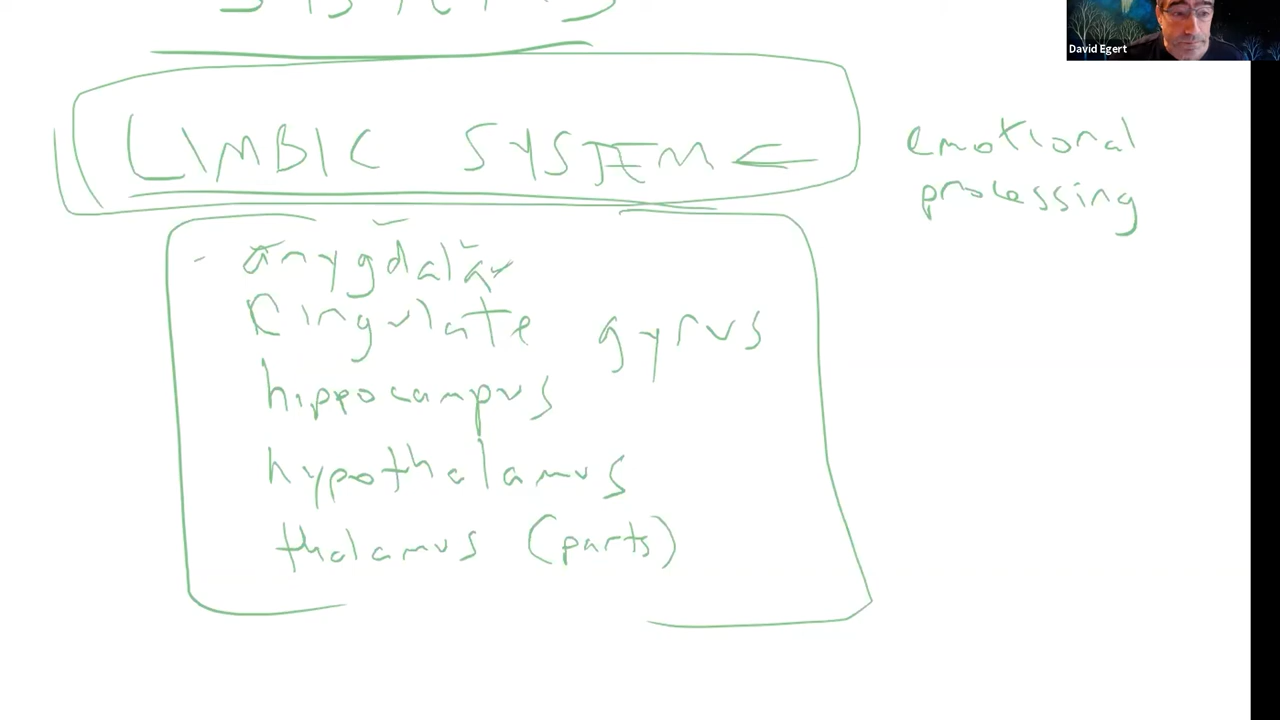 David Egert
LIMBIC SYSTEM ←
emotional
processing
- amygdala
Cingulate gyrus
hippocampus
hypothalamus
thalamus (parts)